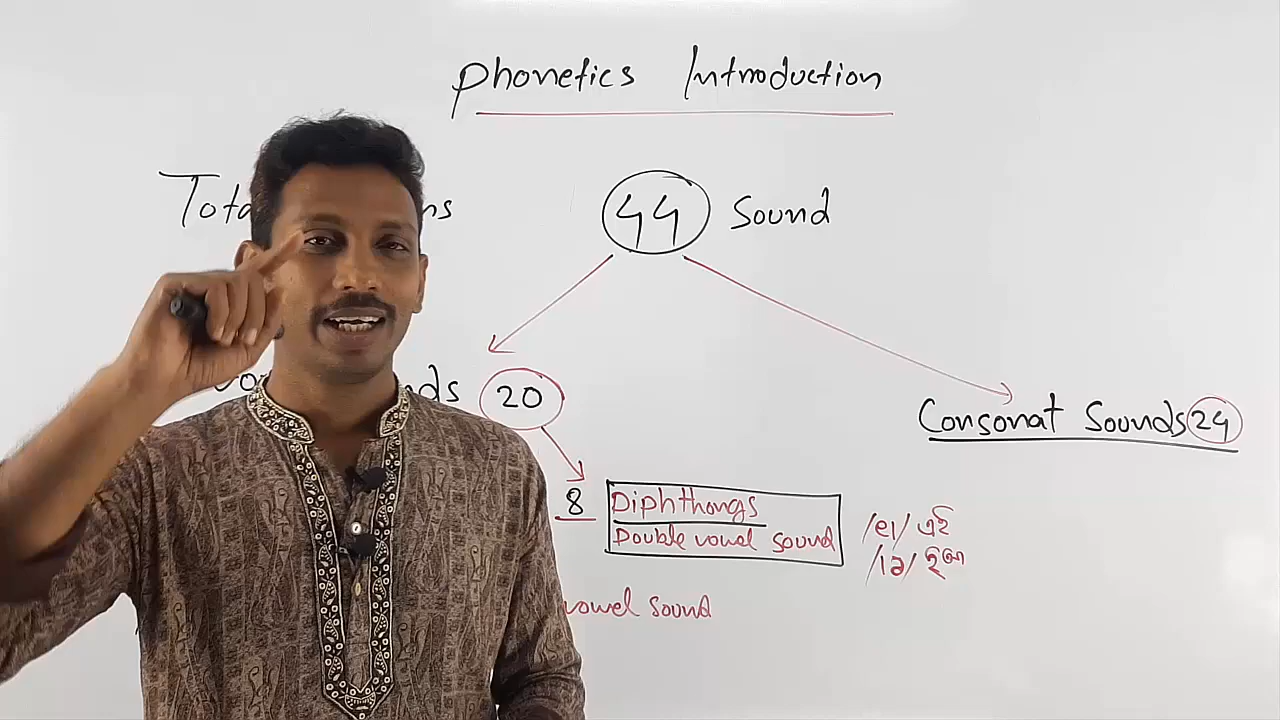 Phonetics Introduction
44 Sound
20
Consonat Sounds 24
8 Diphthongs
Double vowel sound
/eɪ/ এই
/ɪə/ ইআ
vowel sound